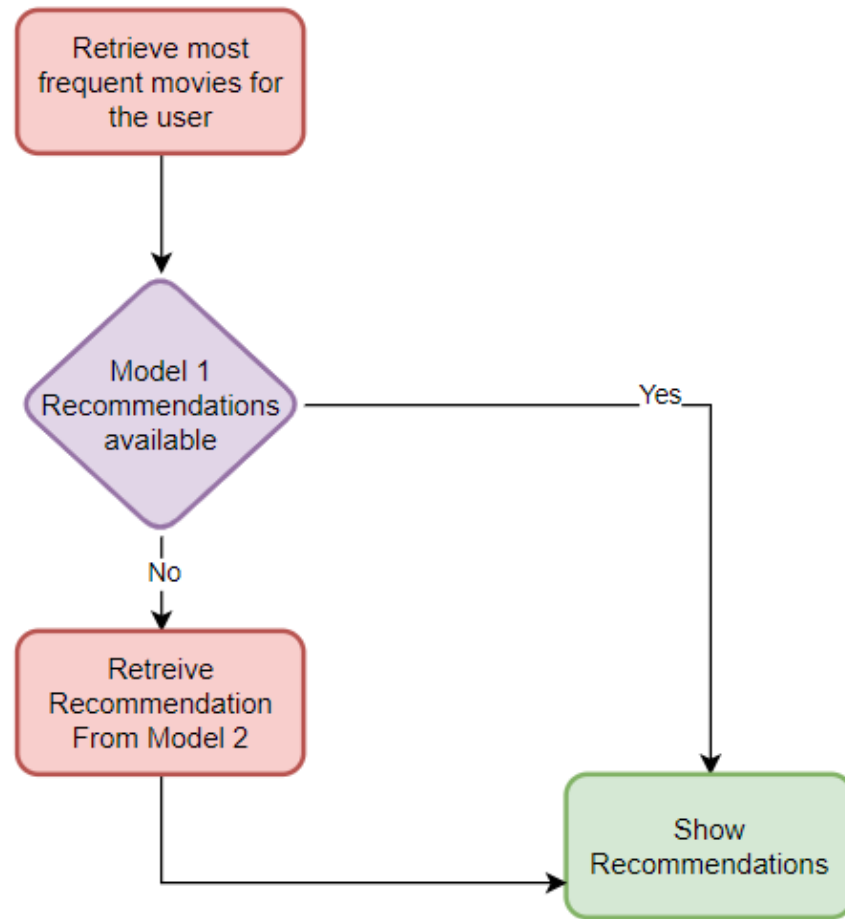 Retrieve most
frequent movies for
the user
Model 1
Recommendations
available
Yes
No
Retreive
Recommendation
From Model 2
Show
Recommendations